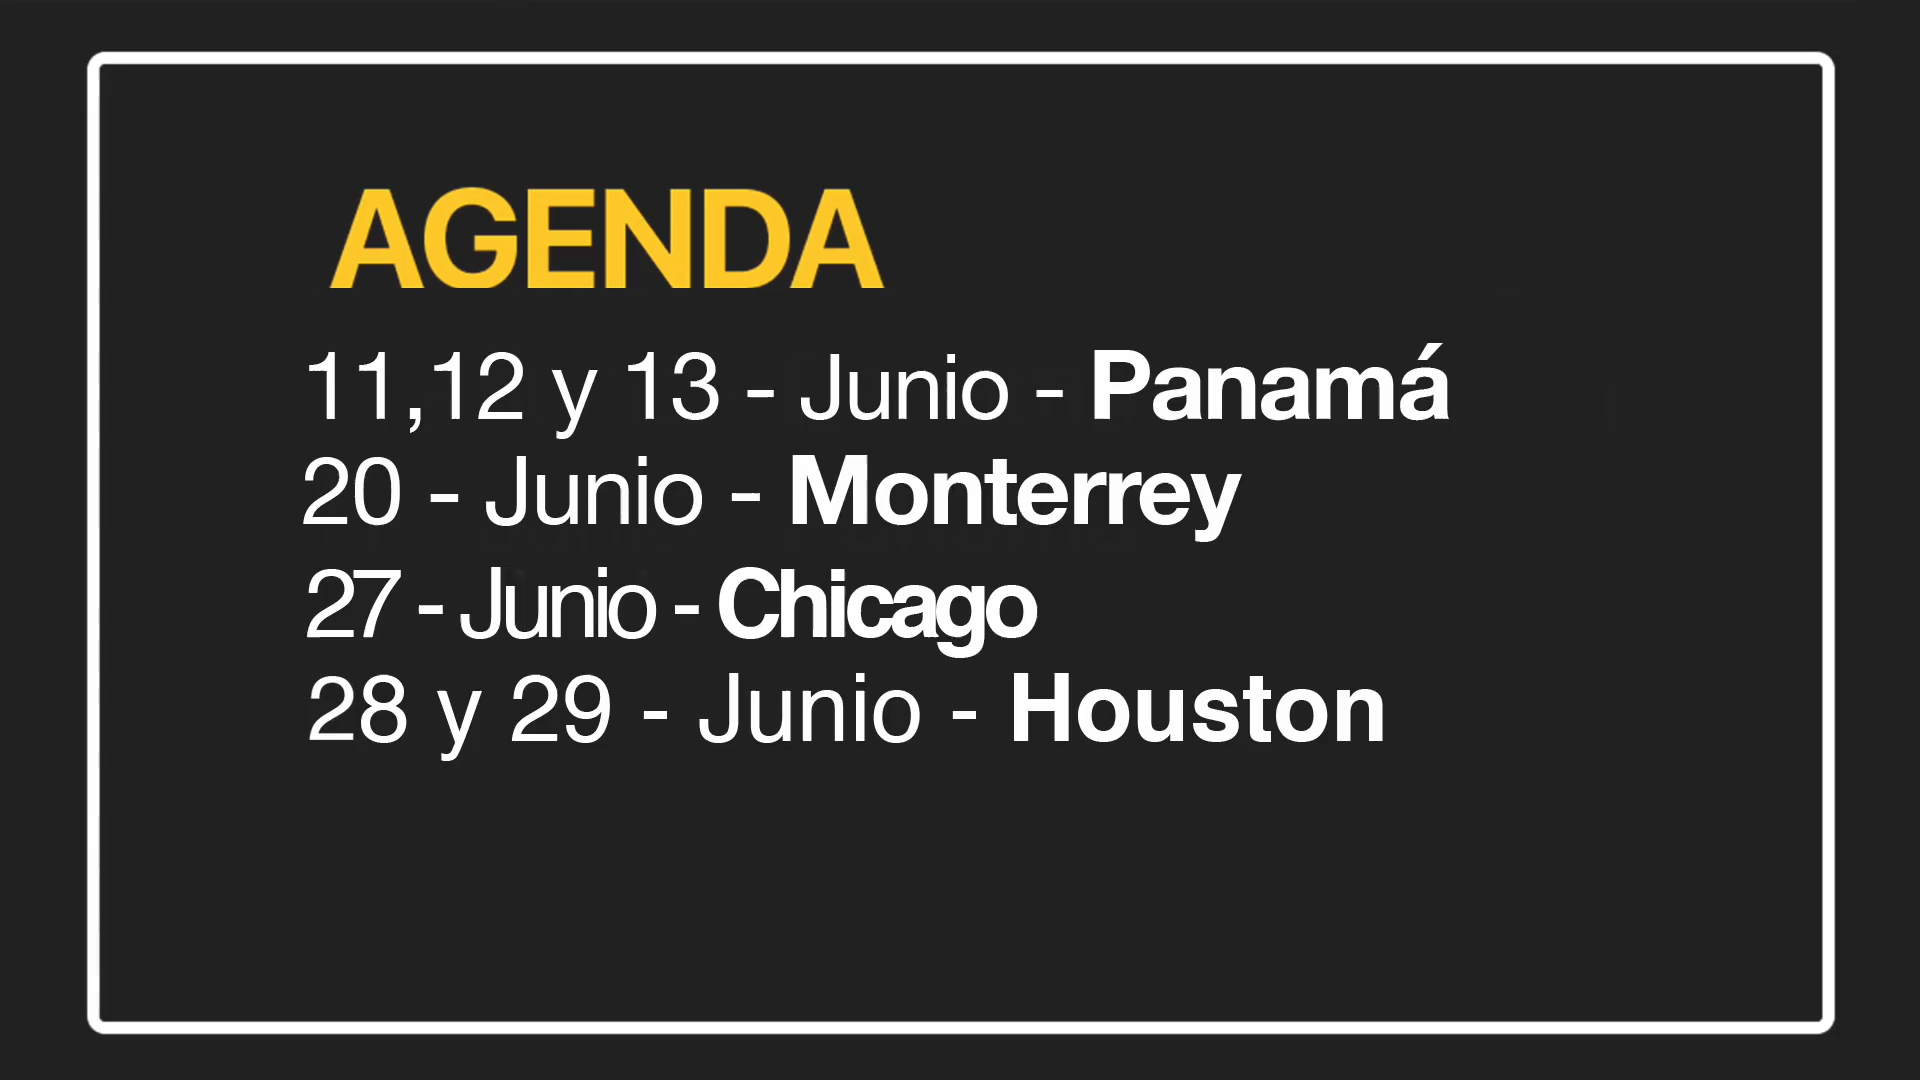 AGENDA
11,12 y 13 - Junio - Panamá
20 - Junio - Monterrey
27 - Junio - Chicago
28 y 29 - Junio - Houston